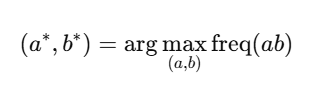 (a*, b*) = arg max freq(ab)
(a,b)